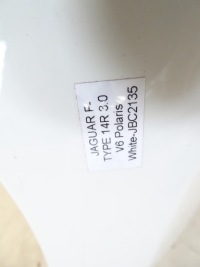 JAGUAR F-
TYPE 14R 3.0
V6 Polaris
White-JBC2135